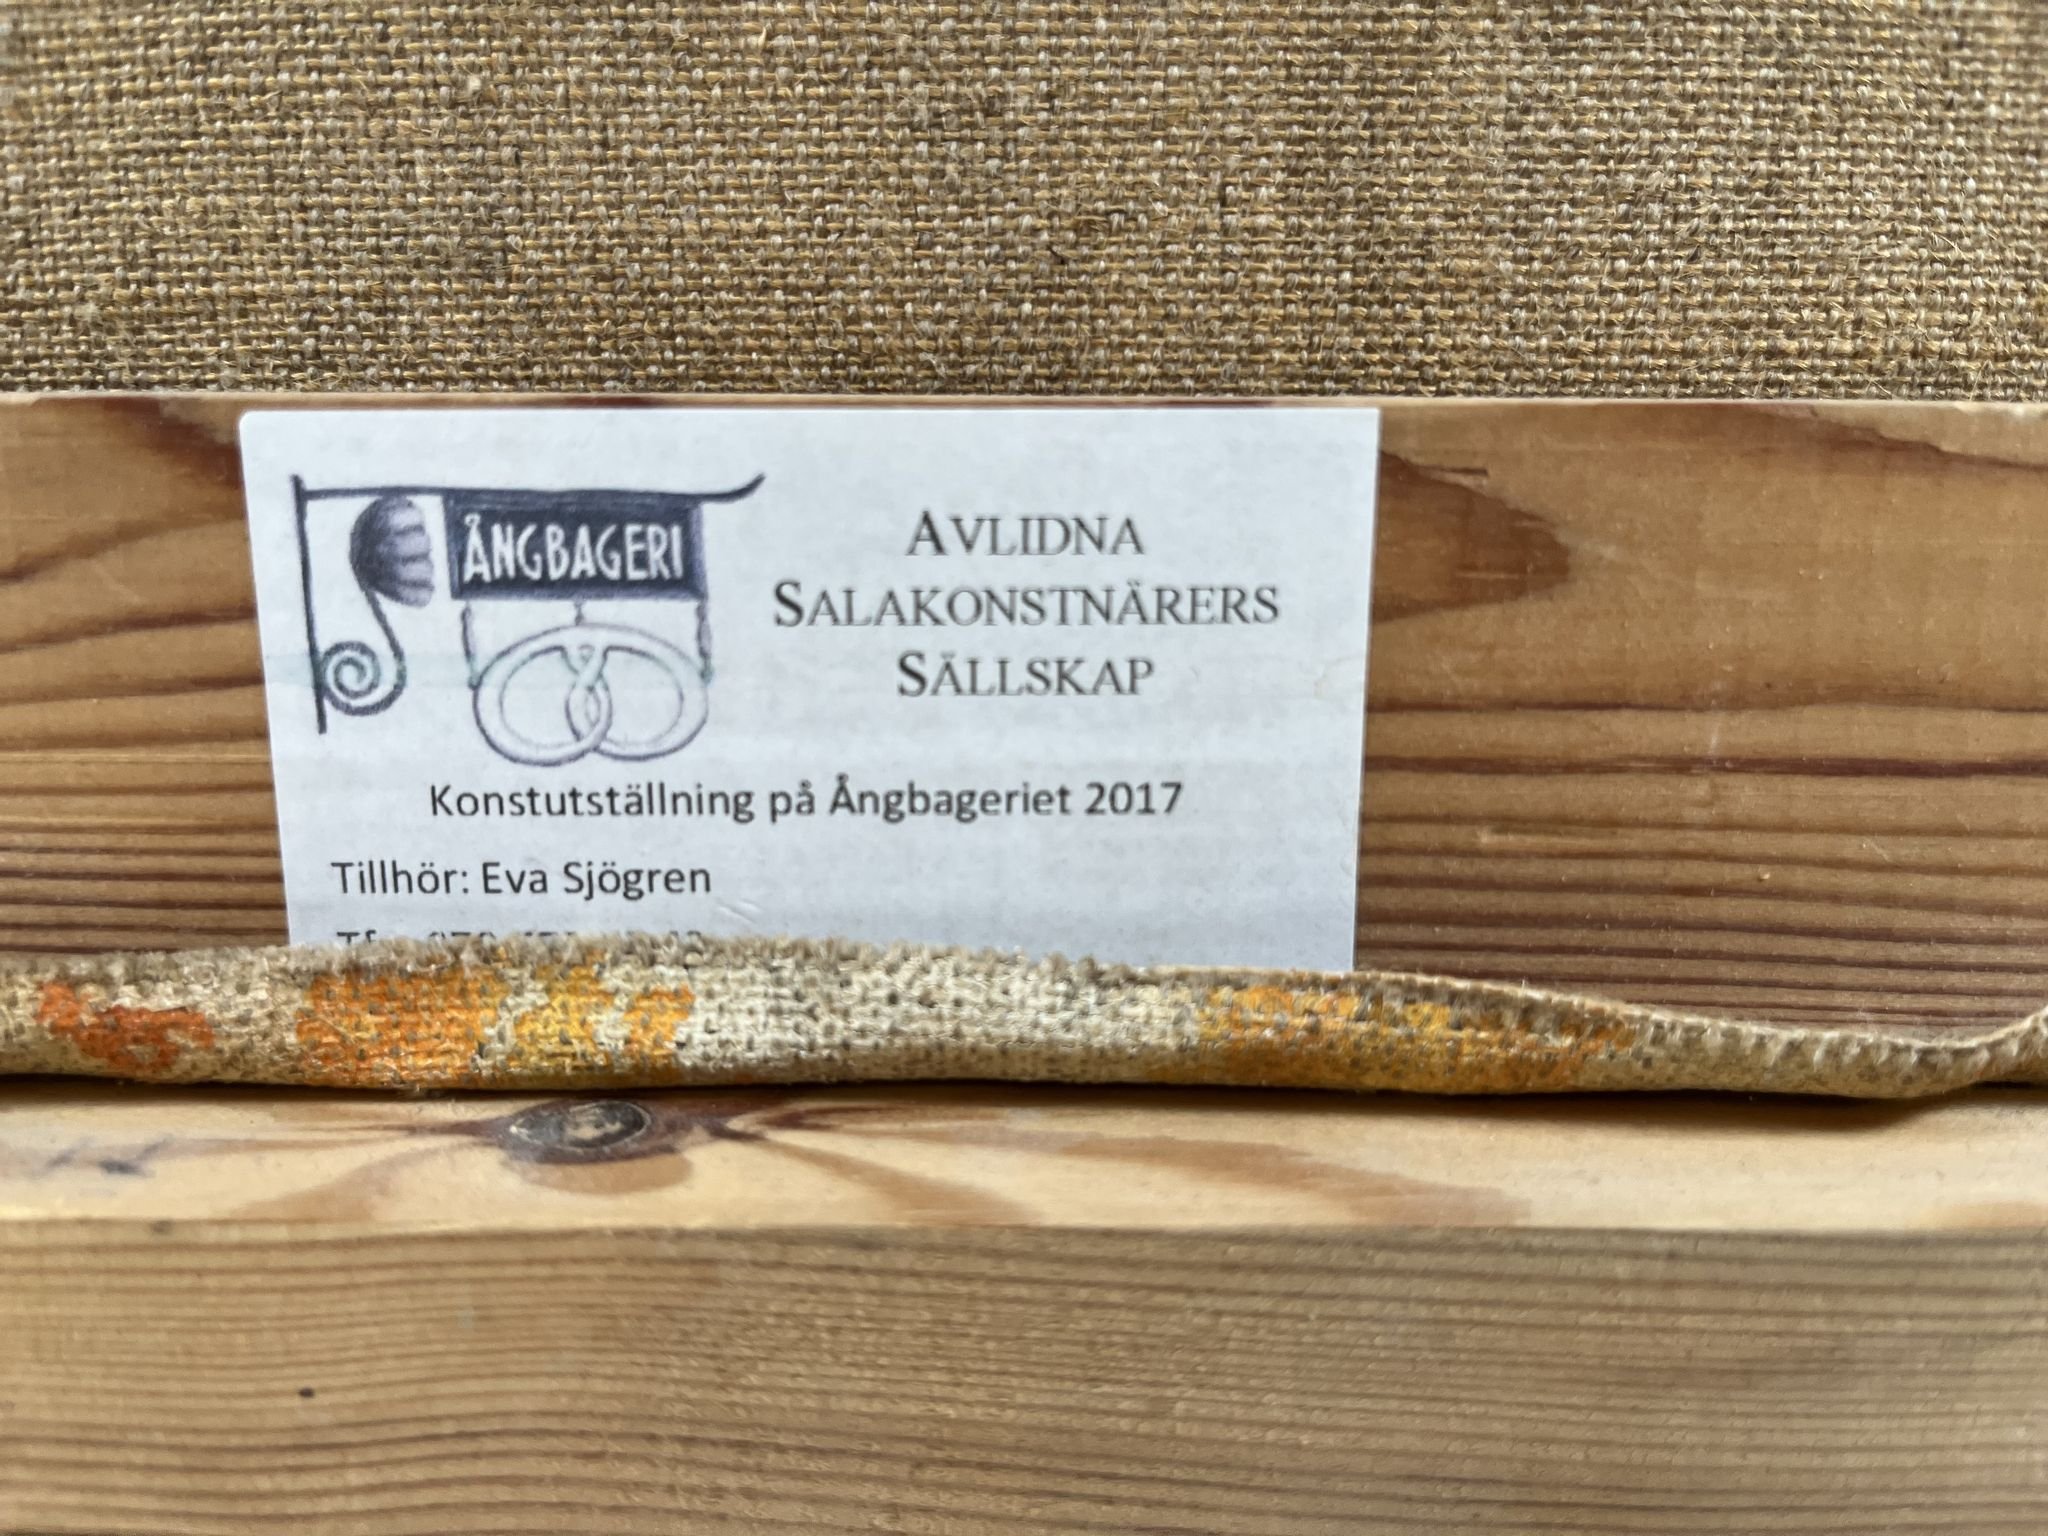 ÅNGBAGERI
AVLIDNA
SALAKONSTNÄRERS
SÄLLSKAP
Konstutställning på Ångbageriet 2017
Tillhör: Eva Sjögren